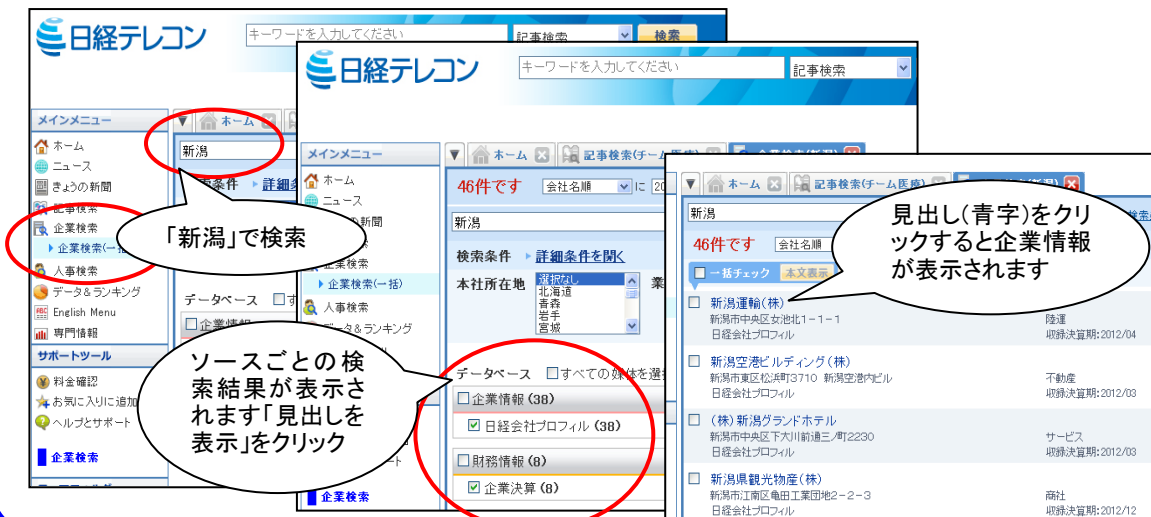 日経テレコン
キーワードを入力してください
記事検索
検索
メインメニュー
ホーム
ニュース
きょうの新聞
記事検索
企業検索
企業検索(一括
人事検索
データ&ランキング
English Menu
専門情報
サポートツール
料金確認
お気に入りに追加
ヘルプとサポート
企業検索
ホーム
新潟
条件
詳細条
データベース
企業情報
「新潟」で検索
ソースごとの検
索結果が表示さ
れます「見出しを
表示」をクリック
日経テレコン
キーワードを入力してください
記事検索
メインメニュー
ホーム
ニュース
の新聞
企業検索
企業検索(一括)
人事検索
データ&ランキング
企業検索
ホーム
記事検索(チーム医療)
46件です
会社名順
に
20
新潟
検索条件
詳細条件を開く
本社所在地
選択なし
北海道
青森
岩手
宮城
業
データベース
すべての媒体を選
企業情報 (38)
日経会社プロフィル (38)
財務情報 (8)
企業決算 (8)
ホーム
記事検索(チーム医療)
新潟
46件です
会社名順
一括チェック
本文表示
見出し(青字)をクリ
ックすると企業情報
が表示されます
新潟運輸(株)
新潟市中央区女池北1-1-1
陸運
日経会社プロフィル
収録決算期:2012/04
新潟空港ビルディング(株)
新潟市東区松浜町3710 新潟空港内ビル
不動産
日経会社プロフィル
収録決算期:2012/03
(株)新潟グランドホテル
新潟市中央区下大川前通三ノ町2230
サービス
日経会社プロフィル
収録決算期:2012/03
新潟県観光物産(株)
新潟市江南区亀田工業団地2-2-3
商社
日経会社プロフィル
収録決算期:2012/12